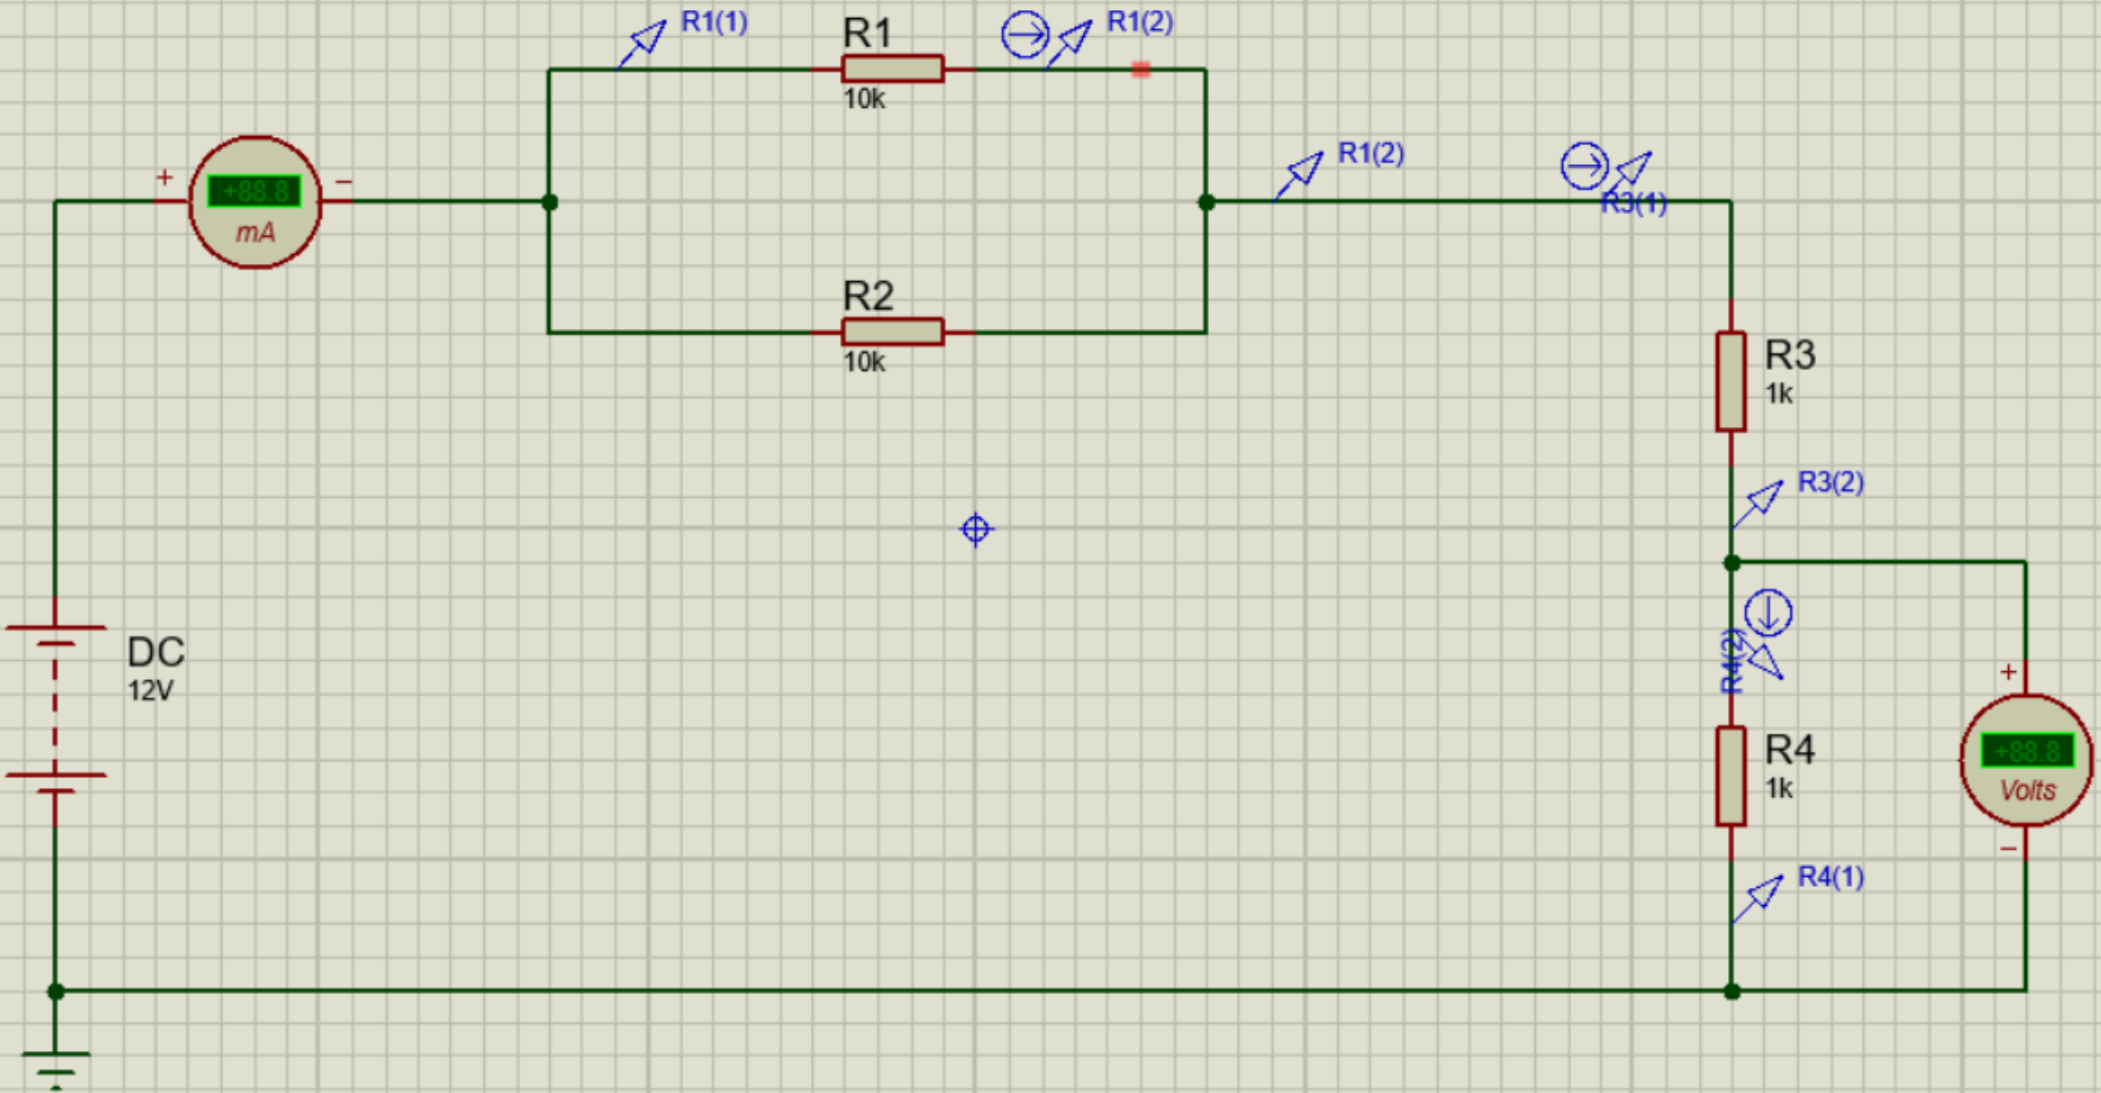 R1(1)
R1
R1(2)
10k
R1(2)
R3(1)
+
−
+88.8
mA
R2
10k
R3
1k
R3(2)
DC
12V
R4(2)
+
R4
1k
+88.8
Volts
−
R4(1)